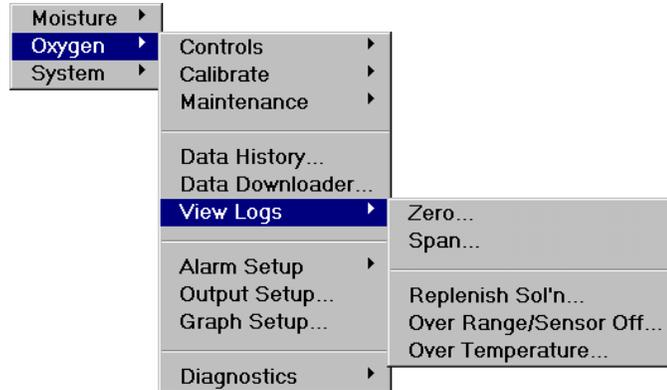 Moisture
Oxygen
System
Controls
Calibrate
Maintenance
Data History...
Data Downloader...
View Logs
Alarm Setup
Output Setup...
Graph Setup...
Diagnostics
Zero...
Span...
Replenish Sol'n...
Over Range/Sensor Off...
Over Temperature...